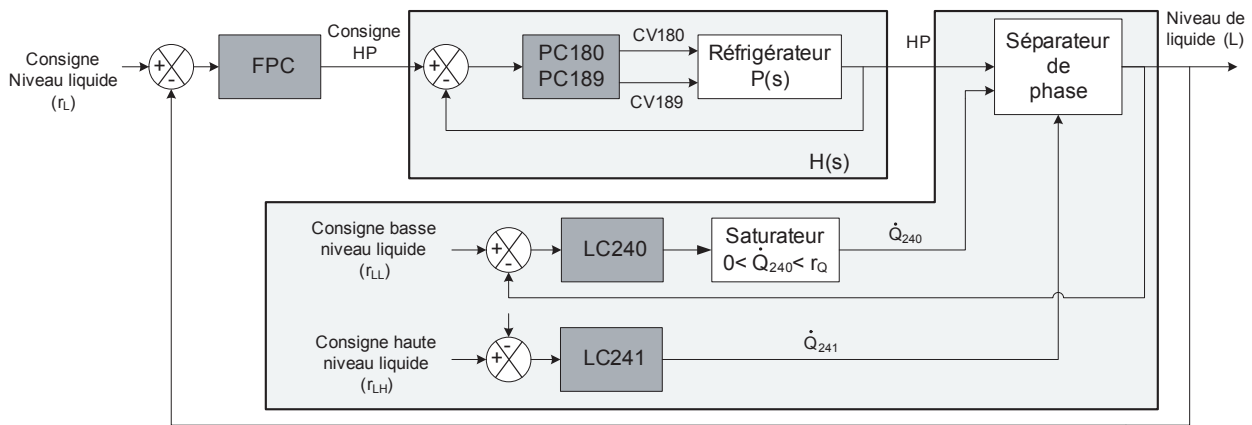 Consigne
Niveau liquide
(rL)
+
-
FPC
Consigne
HP
+
-
PC180
PC189
CV180
CV189
Réfrigérateur
P(s)
H(s)
HP
Séparateur
de
phase
Niveau de
liquide (L)
Consigne basse
niveau liquide
(rLL)
+
-
LC240
Saturateur
0< Q̇240< rQ
Q̇240
Consigne haute
niveau liquide
(rLH)
+
-
LC241
Q̇241